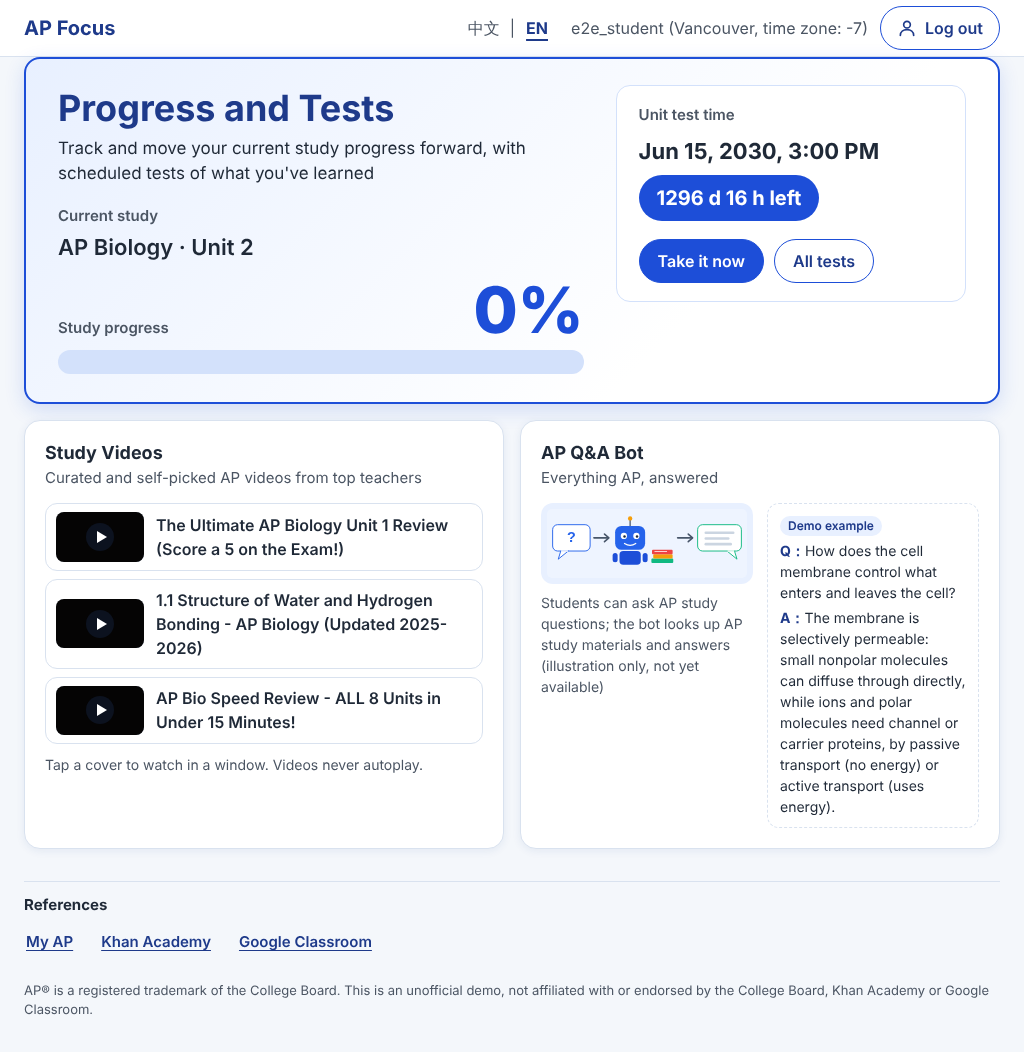 AP Focus
中文 | EN
e2e_student (Vancouver, time zone: -7)
Log out
Progress and Tests
Track and move your current study progress forward, with
scheduled tests of what you've learned
Current study
AP Biology · Unit 2
Study progress
0%
Unit test time
Jun 15, 2030, 3:00 PM
1296 d 16 h left
Take it now
All tests
Study Videos
Curated and self-picked AP videos from top teachers
The Ultimate AP Biology Unit 1 Review
(Score a 5 on the Exam!)
1.1 Structure of Water and Hydrogen
Bonding - AP Biology (Updated 2025-
2026)
AP Bio Speed Review - ALL 8 Units in
Under 15 Minutes!
Tap a cover to watch in a window. Videos never autoplay.
AP Q&A Bot
Everything AP, answered
?
Students can ask AP study
questions; the bot looks up AP
study materials and answers
(illustration only, not yet
available)
Demo example
Q：How does the cell
membrane control what
enters and leaves the cell?
A：The membrane is
selectively permeable:
small nonpolar molecules
can diffuse through directly,
while ions and polar
molecules need channel or
carrier proteins, by passive
transport (no energy) or
active transport (uses
energy).
References
My AP
Khan Academy
Google Classroom
AP® is a registered trademark of the College Board. This is an unofficial demo, not affiliated with or endorsed by the College Board, Khan Academy or Google
Classroom.